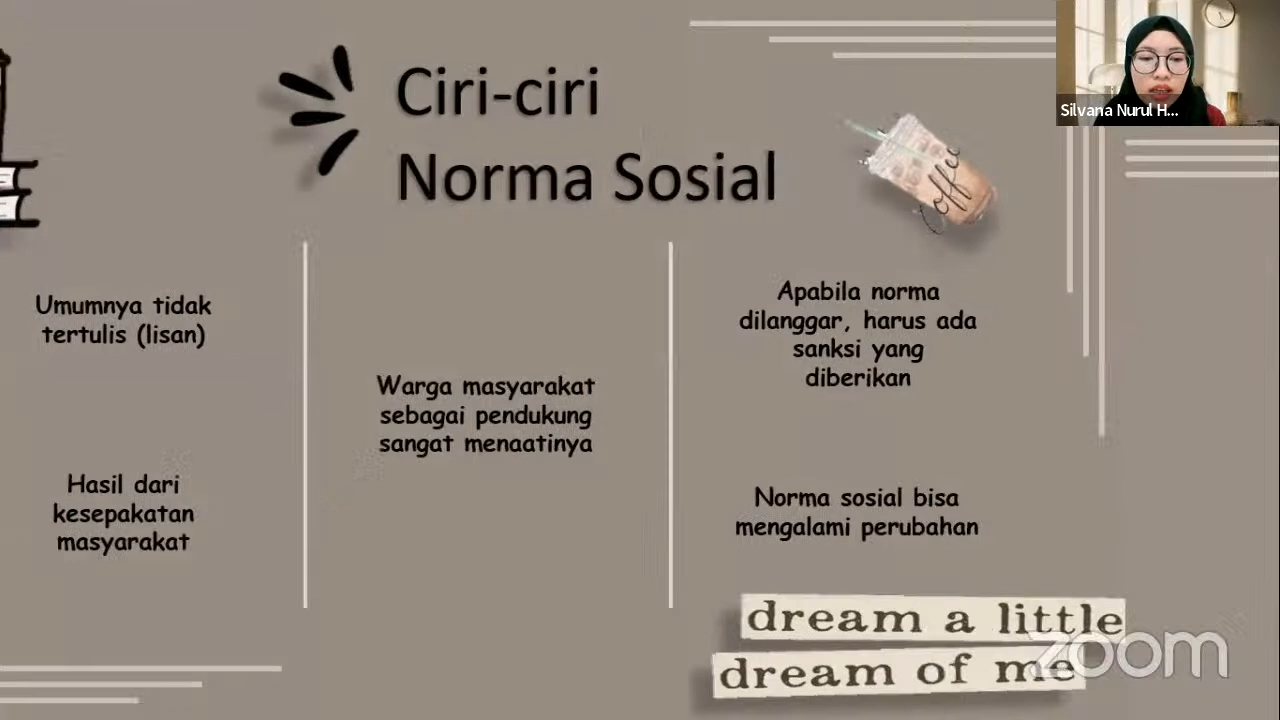 Ciri-ciri
Norma Sosial
Silvana Nurul H...
coffee
Umumnya tidak
tertulis (lisan)
Hasil dari
kesepakatan
masyarakat
Warga masyarakat
sebagai pendukung
sangat menaatinya
Apabila norma
dilanggar, harus ada
sanksi yang
diberikan
Norma sosial bisa
mengalami perubahan
dream a little
dream of me
zoom